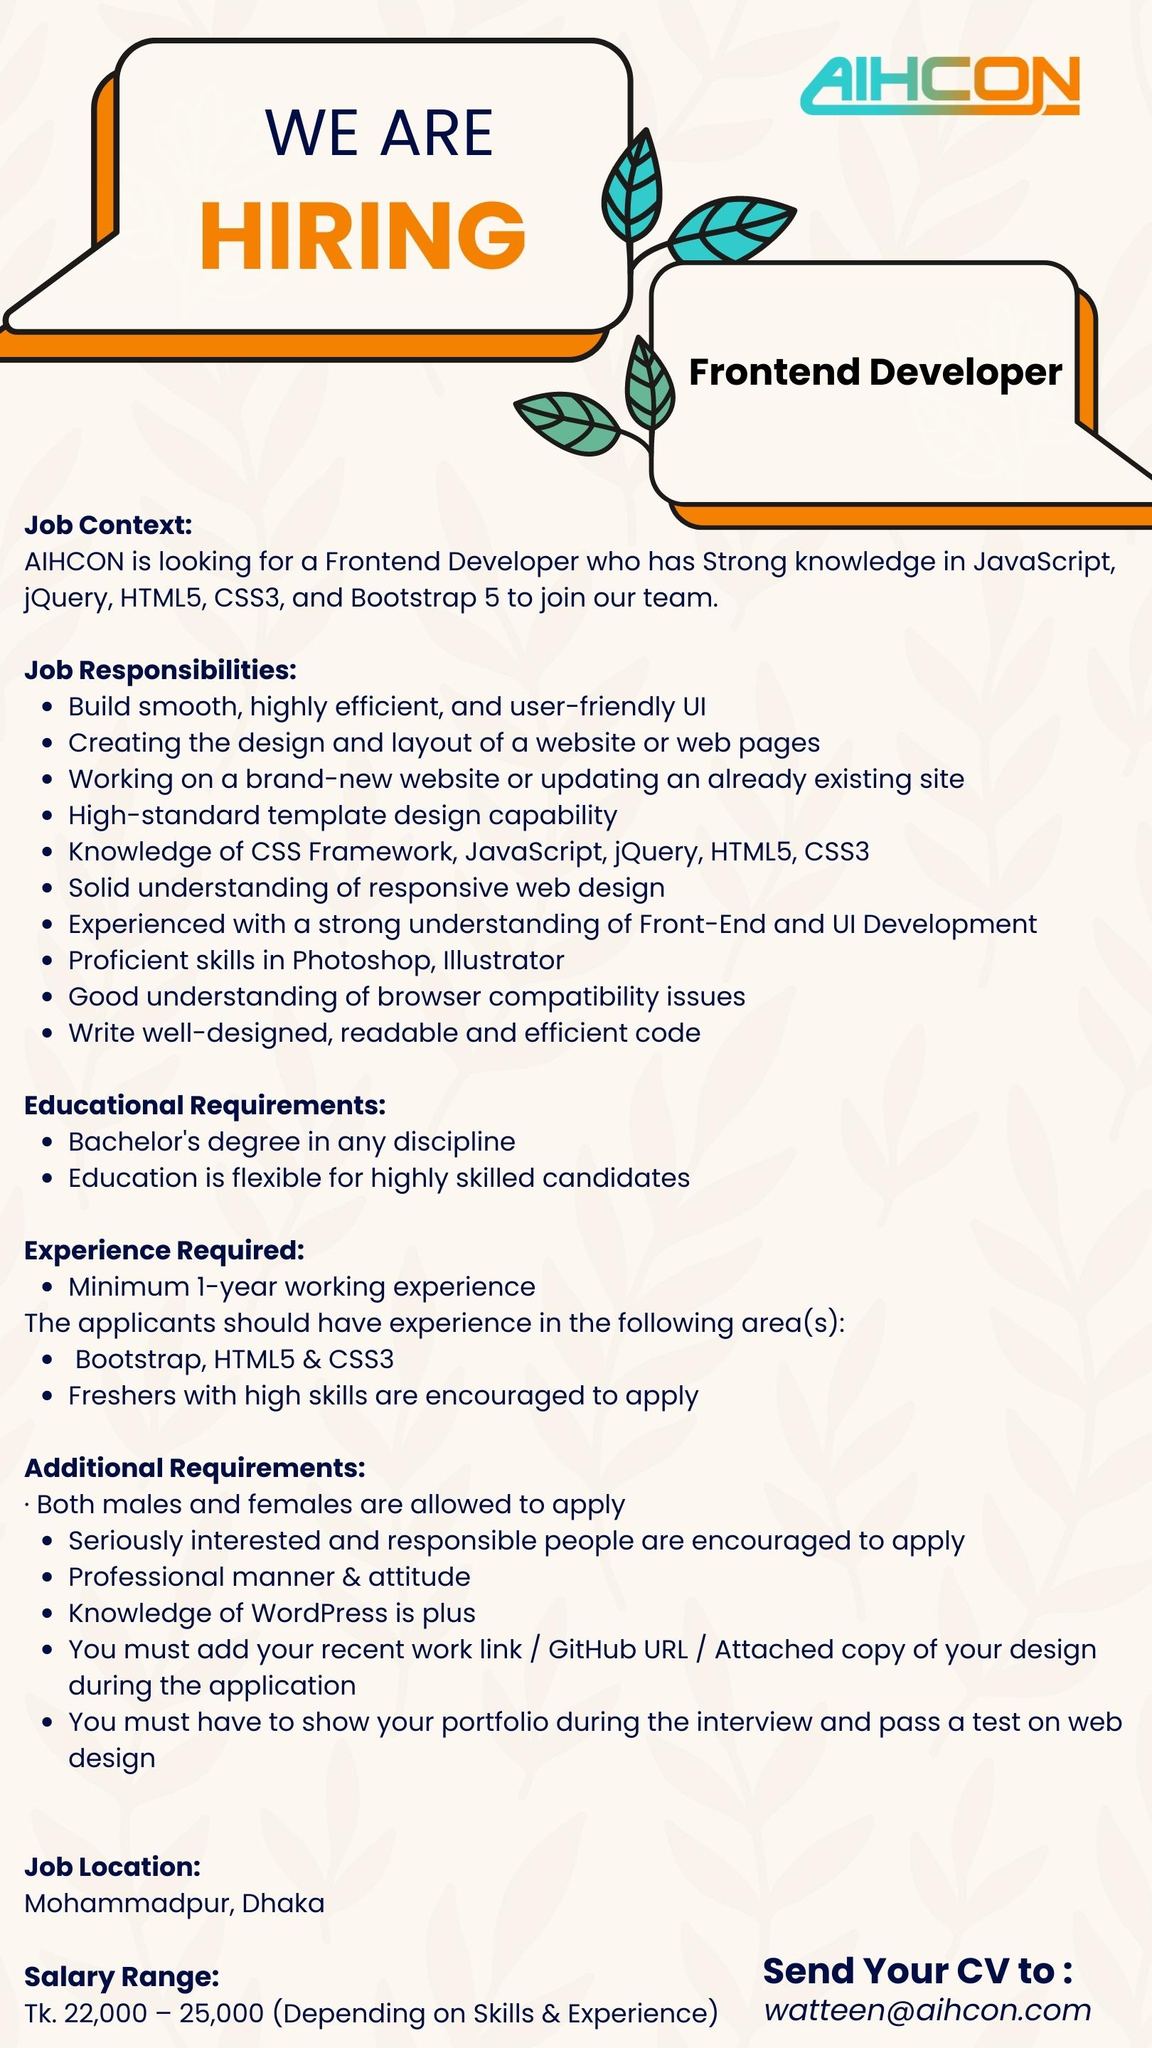 WE ARE
HIRING
AIHCON
Frontend Developer
Job Context:
AIHCON is looking for a Frontend Developer who has Strong knowledge in JavaScript,
jQuery, HTML5, CSS3, and Bootstrap 5 to join our team.
Job Responsibilities:
• Build smooth, highly efficient, and user-friendly UI
• Creating the design and layout of a website or web pages
• Working on a brand-new website or updating an already existing site
• High-standard template design capability
• Knowledge of CSS Framework, JavaScript, jQuery, HTML5, CSS3
• Solid understanding of responsive web design
• Experienced with a strong understanding of Front-End and UI Development
• Proficient skills in Photoshop, Illustrator
• Good understanding of browser compatibility issues
• Write well-designed, readable and efficient code
Educational Requirements:
• Bachelor's degree in any discipline
• Education is flexible for highly skilled candidates
Experience Required:
• Minimum 1-year working experience
The applicants should have experience in the following area(s):
• Bootstrap, HTML5 & CSS3
• Freshers with high skills are encouraged to apply
Additional Requirements:
· Both males and females are allowed to apply
• Seriously interested and responsible people are encouraged to apply
• Professional manner & attitude
• Knowledge of WordPress is plus
• You must add your recent work link / GitHub URL / Attached copy of your design
during the application
• You must have to show your portfolio during the interview and pass a test on web
design
Job Location:
Mohammadpur, Dhaka
Salary Range:
Tk. 22,000 – 25,000 (Depending on Skills & Experience)
Send Your CV to :
watteen@aihcon.com